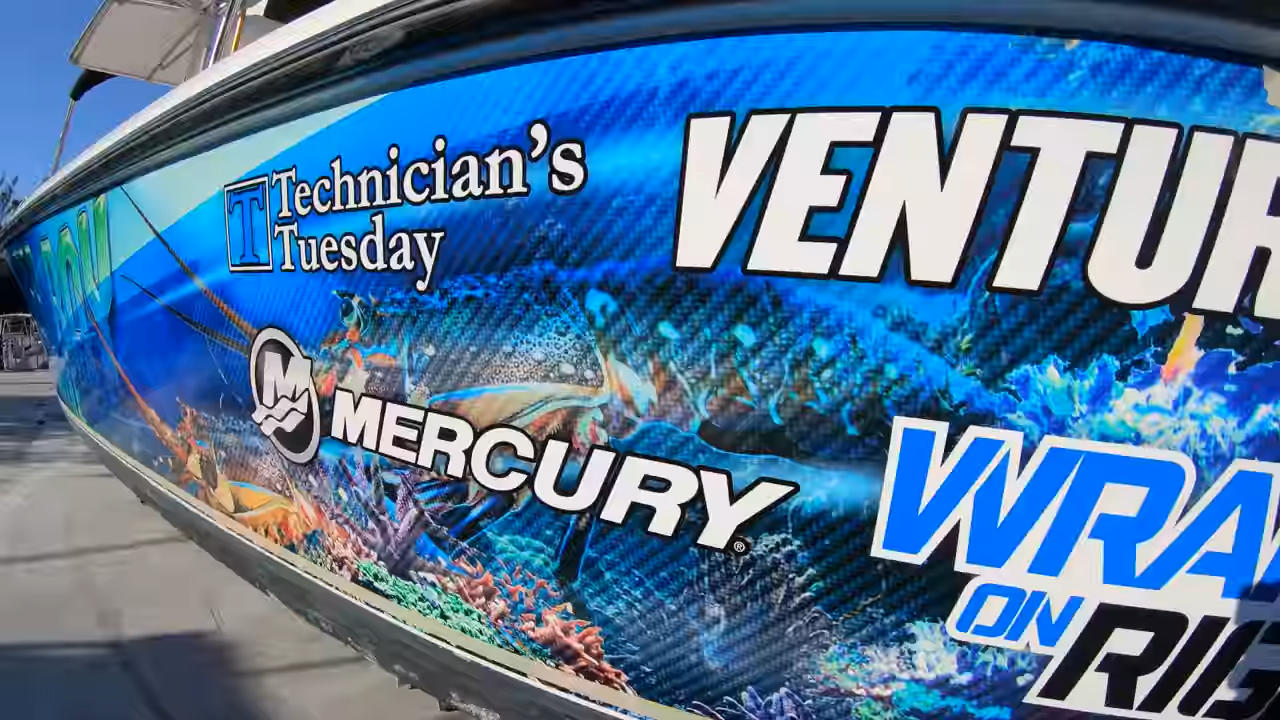 T Technician's
Tuesday
VENTUR
M MERCURY®
WRA
ON RIG